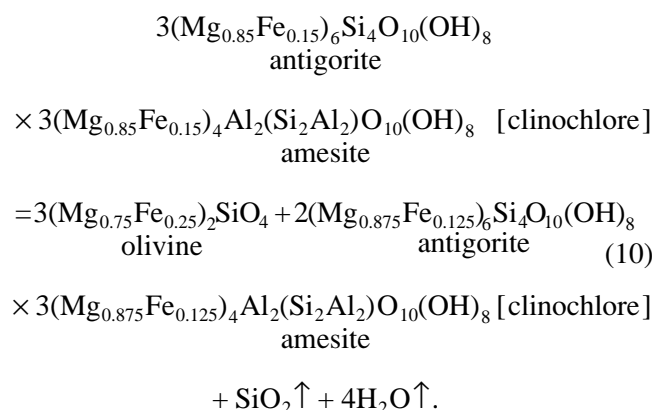 3(Mg0.85Fe0.15)6Si4O10(OH)8
antigorite
× 3(Mg0.85Fe0.15)4Al2(Si2Al2)O10(OH)8 [clinochlore]
amesite
=3(Mg0.75Fe0.25)2SiO4 + 2(Mg0.875Fe0.125)6Si4O10(OH)8
olivine antigorite (10)
× 3(Mg0.875Fe0.125)4Al2(Si2Al2)O10(OH)8 [clinochlore]
amesite
+ SiO2↑ + 4H2O↑.